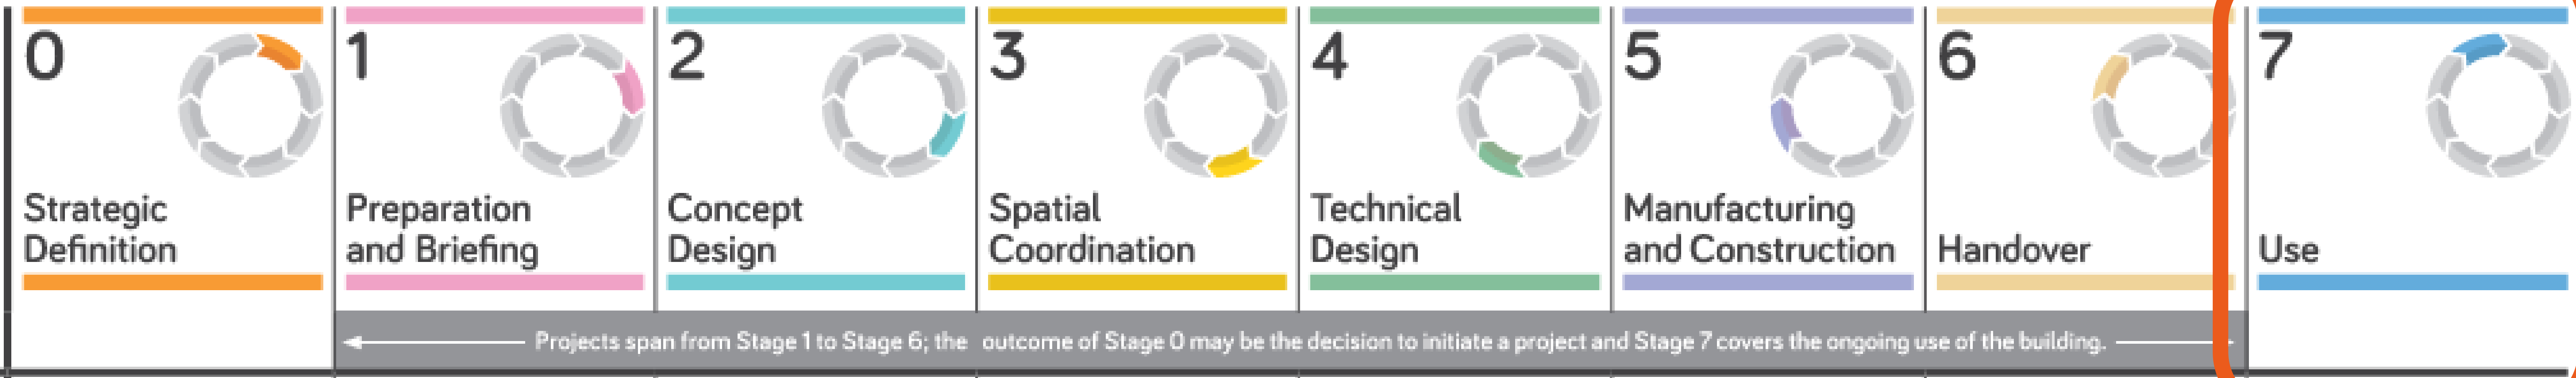 0
Strategic
Definition
1
Preparation
and Briefing
2
Concept
Design
3
Spatial
Coordination
4
Technical
Design
5
Manufacturing
and Construction
6
Handover
7
Use
Projects span from Stage 1 to Stage 6; the outcome of Stage 0 may be the decision to initiate a project and Stage 7 covers the ongoing use of the building.